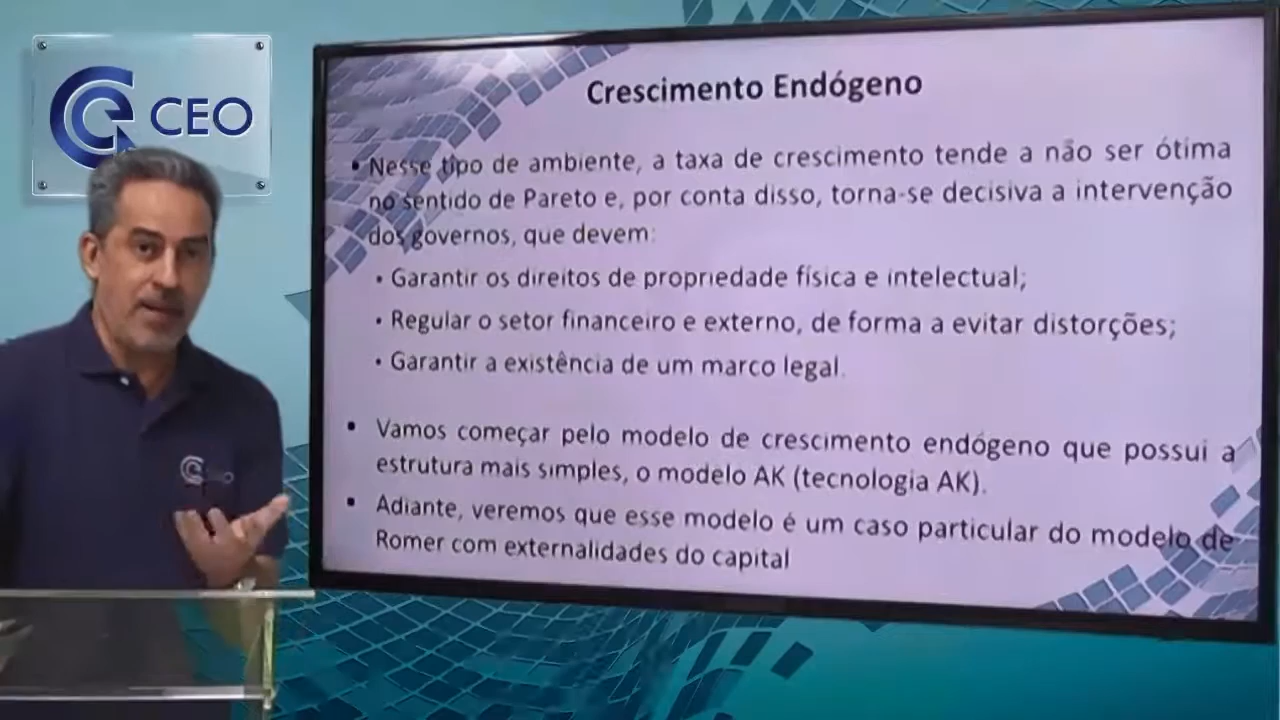 CEO
Crescimento Endógeno
• Nesse tipo de ambiente, a taxa de crescimento tende a não ser ótima
no sentido de Pareto e, por conta disso, torna-se decisiva a intervenção
dos governos, que devem:
• Garantir os direitos de propriedade física e intelectual;
• Regular o setor financeiro e externo, de forma a evitar distorções;
• Garantir a existência de um marco legal.
• Vamos começar pelo modelo de crescimento endógeno que possui a
estrutura mais simples, o modelo AK (tecnologia AK).
• Adiante, veremos que esse modelo é um caso particular do modelo de
Romer com externalidades do capital